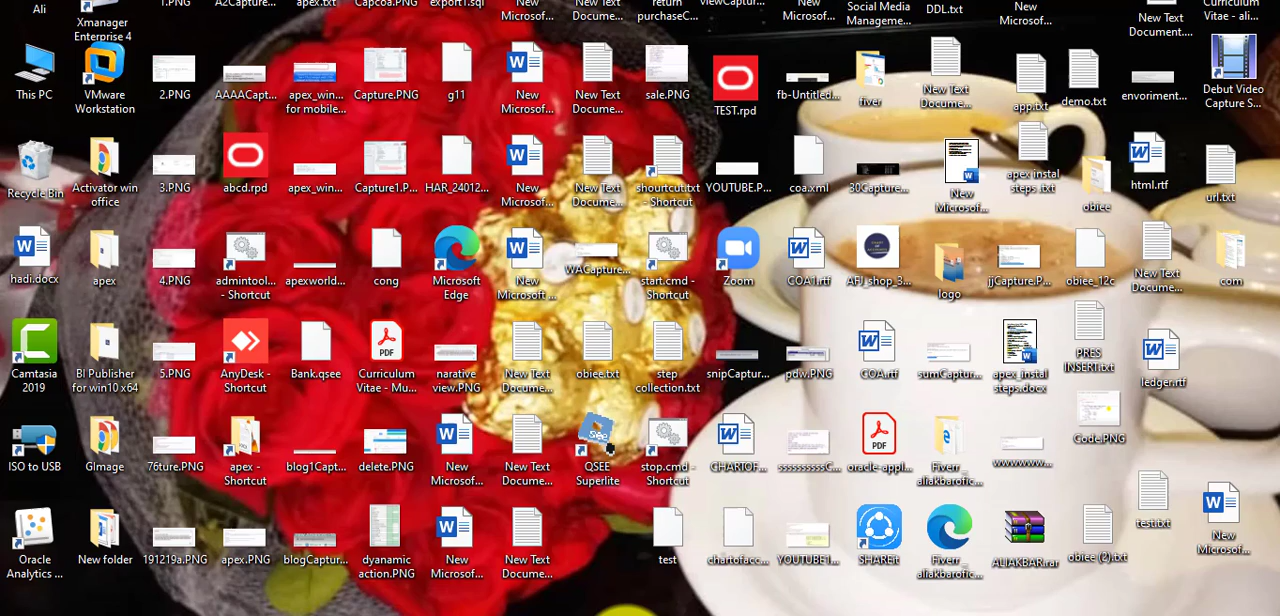 Ali
Xmanager
Enterprise 4
1.PNG
A2Capture...
apex.txt
Capcoa.PNG
export1.sql
New
Microsof...
New Text
Docume...
return
purchaseC...
viewCaptur...
New
Microsof...
Social Media
Manageme...
DDL.txt
New
Microsof...
New Text
Document....
Curriculum
Vitae - ali...
This PC
VMware
Workstation
2.PNG
AAAACapt...
apex_win...
for mobile...
Capture.PNG
g11
New
Microsof...
New Text
Docume...
sale.PNG
TEST.rpd
fb-Untitled...
fiver
New Text
Docume...
app.txt
demo.txt
envoriment...
Debut Video
Capture S...
Recycle Bin
Activator win
office
3.PNG
abcd.rpd
apex_win...
Capture1.P...
HAR_24012...
New
Microsof...
New Text
Docume...
shourtcut.txt
- Shortcut
YOUTUBE.P...
coa.xml
30Capture...
New
Microsof...
apex instal
steps .txt
obiee
html.rtf
url.txt
hadi.docx
apex
4.PNG
admintool...
- Shortcut
apexworld...
cong
Microsoft
Edge
New
Microsoft ...
WACapture...
start.cmd -
Shortcut
Zoom
COA1.rtf
AFJ_shop_3...
logo
jjCapture.P...
obiee_12c
New Text
Docume...
com
Camtasia
2019
BI Publisher
for win10 x64
5.PNG
AnyDesk -
Shortcut
Bank.qsee
PDF
Curriculum
Vitae - Mu...
narative
view.PNG
New Text
Docume...
obiee.txt
step
collection.txt
snipCaptur...
pdw.PNG
COA.rtf
sumCaptur...
apex_instal
steps.docx
PRES
INSERT.txt
ledger.rtf
ISO to USB
GImage
76ture.PNG
apex -
Shortcut
blog1Capt...
delete.PNG
New
Microsof...
New Text
Docume...
see
QSEE
Superlite
stop.cmd -
Shortcut
CHARTOF...
sssssssssC...
PDF
oracle-appl...
Fiverr _
aliakbarofic...
wwwwww...
Code.PNG
Oracle
Analytics ...
New folder
191219a.PNG
apex.PNG
blogCaptur...
dyanamic
action.PNG
New
Microsof...
New Text
Docume...
test
chartofacc...
YOUTUBE1...
SHAREit
Fiverr _
aliakbarofic...
ALIAKBAR.rar
obiee (2).txt
test.txt
New
Microsof...